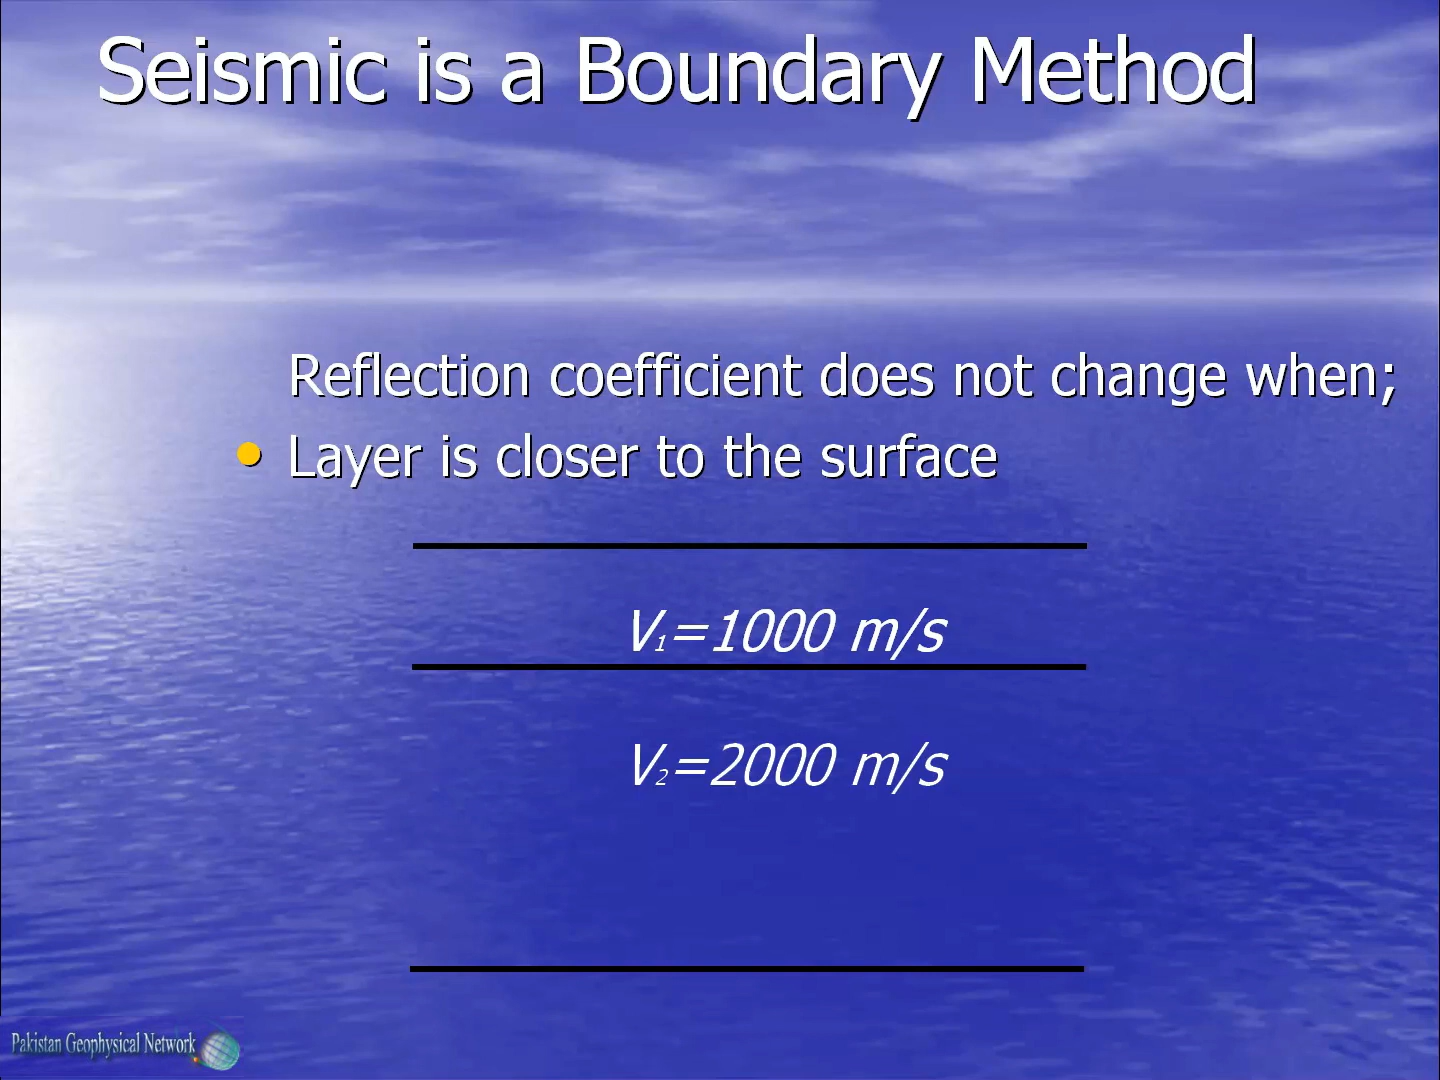 Seismic is a Boundary Method
Reflection coefficient does not change when;
• Layer is closer to the surface
V₁=1000 m/s
V₂=2000 m/s
Pakistan Geophysical Network